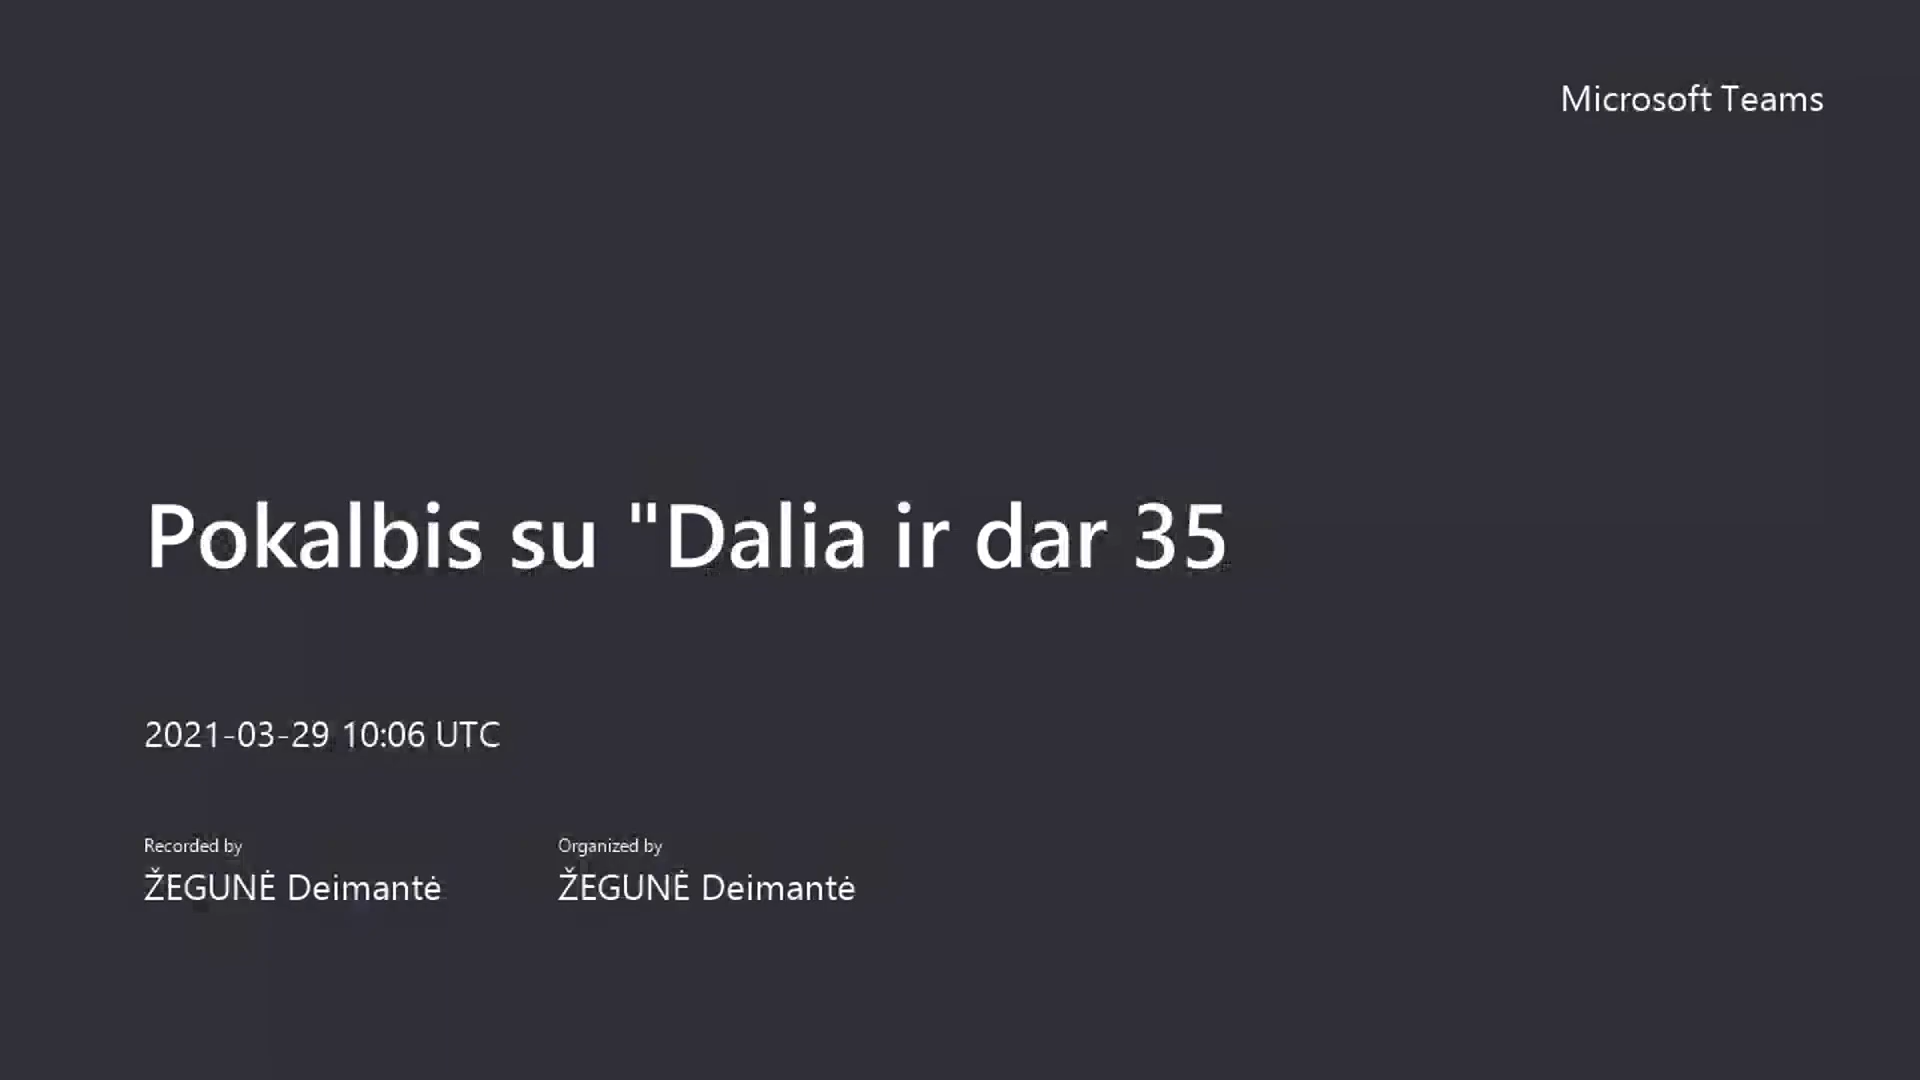 Microsoft Teams
Pokalbis su "Dalia ir dar 35
2021-03-29 10:06 UTC
Recorded by
ŽEGUNĖ Deimantė
Organized by
ŽEGUNĖ Deimantė